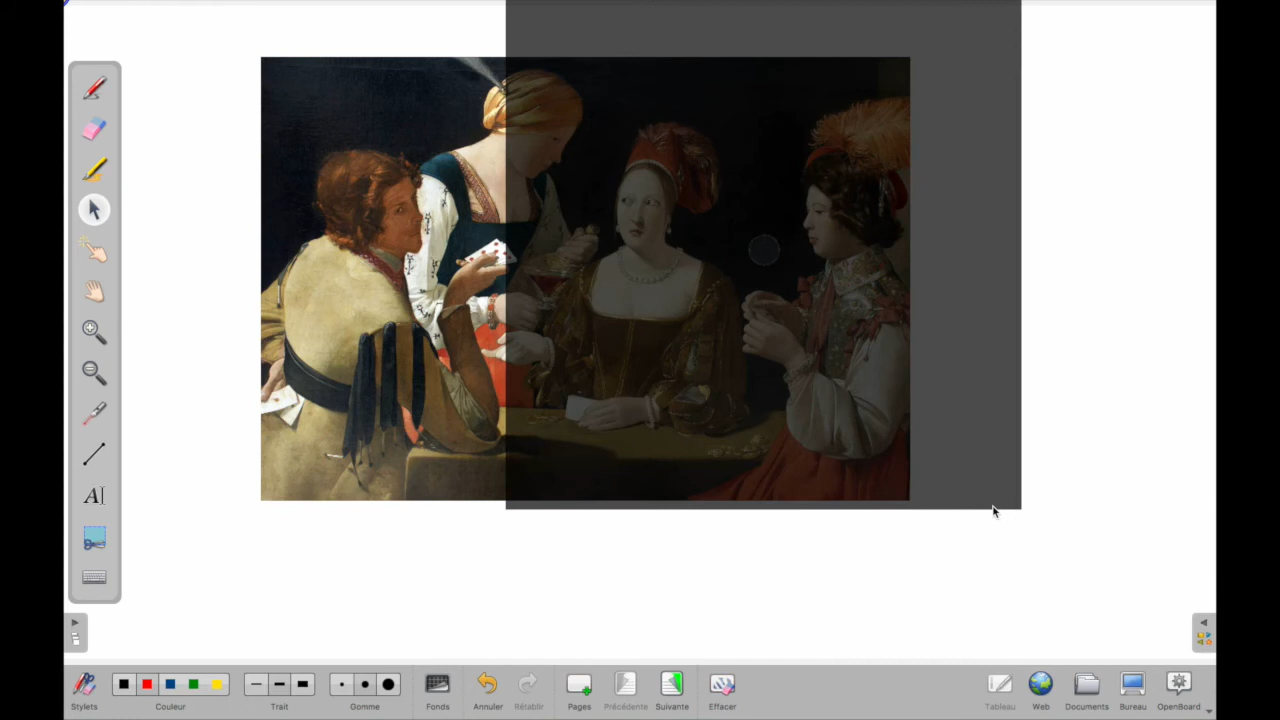 A
Stylets
Couleur
Trait
Gomme
Fonds
Annuler
Rétablir
Pages
Précédente
Suivante
Effacer
Tableau
Web
Documents
Bureau
OpenBoard